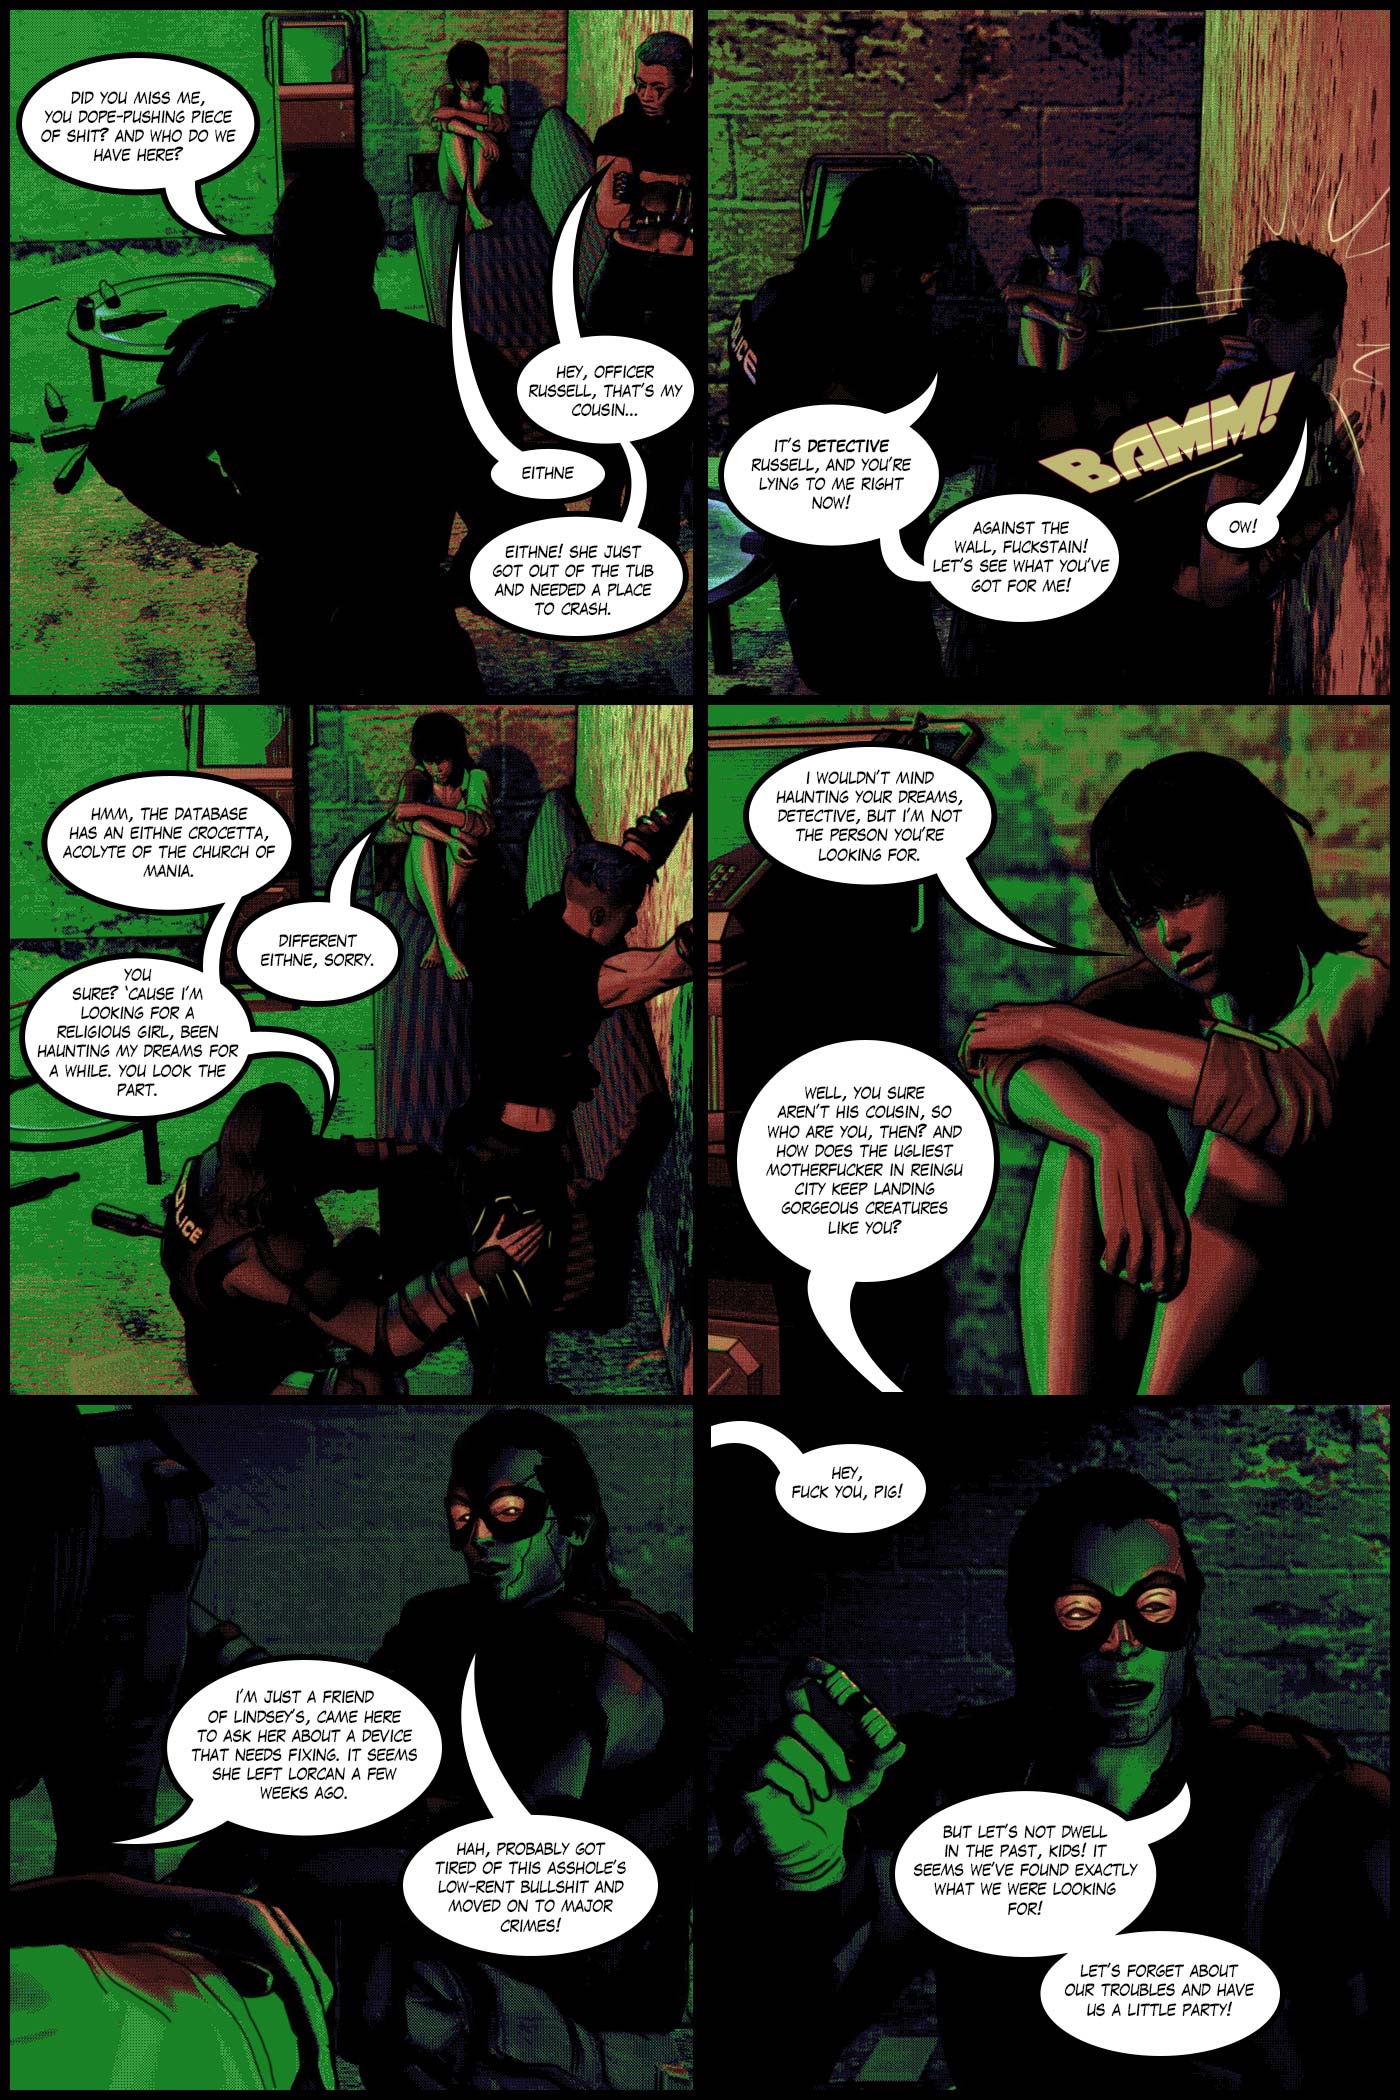 DID YOU MISS ME,
YOU DOPE-PUSHING PIECE
OF SHIT? AND WHO DO WE
HAVE HERE?
HEY, OFFICER
RUSSELL, THAT'S MY
COUSIN...
EITHNE
EITHNE! SHE JUST
GOT OUT OF THE TUB
AND NEEDED A PLACE
TO CRASH.
OLICE
IT'S DETECTIVE
RUSSELL, AND YOU'RE
LYING TO ME RIGHT
NOW!
AGAINST THE
WALL, FUCKSTAIN!
LET'S SEE WHAT YOU'VE
GOT FOR ME!
BAMM!
OW!
HMM, THE DATABASE
HAS AN EITHNE CROCETTA,
ACOLYTE OF THE CHURCH OF
MANIA.
DIFFERENT
EITHNE, SORRY.
YOU
SURE? 'CAUSE I'M
LOOKING FOR A
RELIGIOUS GIRL, BEEN
HAUNTING MY DREAMS FOR
A WHILE. YOU LOOK THE
PART.
OLICE
I WOULDN'T MIND
HAUNTING YOUR DREAMS,
DETECTIVE, BUT I'M NOT
THE PERSON YOU'RE
LOOKING FOR.
WELL, YOU SURE
AREN'T HIS COUSIN, SO
WHO ARE YOU, THEN? AND
HOW DOES THE UGLIEST
MOTHERFUCKER IN REINGU
CITY KEEP LANDING
GORGEOUS CREATURES
LIKE YOU?
I'M JUST A FRIEND
OF LINDSEY'S, CAME HERE
TO ASK HER ABOUT A DEVICE
THAT NEEDS FIXING. IT SEEMS
SHE LEFT LORCAN A FEW
WEEKS AGO.
HAH, PROBABLY GOT
TIRED OF THIS ASSHOLE'S
LOW-RENT BULLSHIT AND
MOVED ON TO MAJOR
CRIMES!
HEY,
FUCK YOU, PIG!
BUT LET'S NOT DWELL
IN THE PAST, KIDS! IT
SEEMS WE'VE FOUND EXACTLY
WHAT WE WERE LOOKING
FOR!
LET'S FORGET ABOUT
OUR TROUBLES AND HAVE
US A LITTLE PARTY!